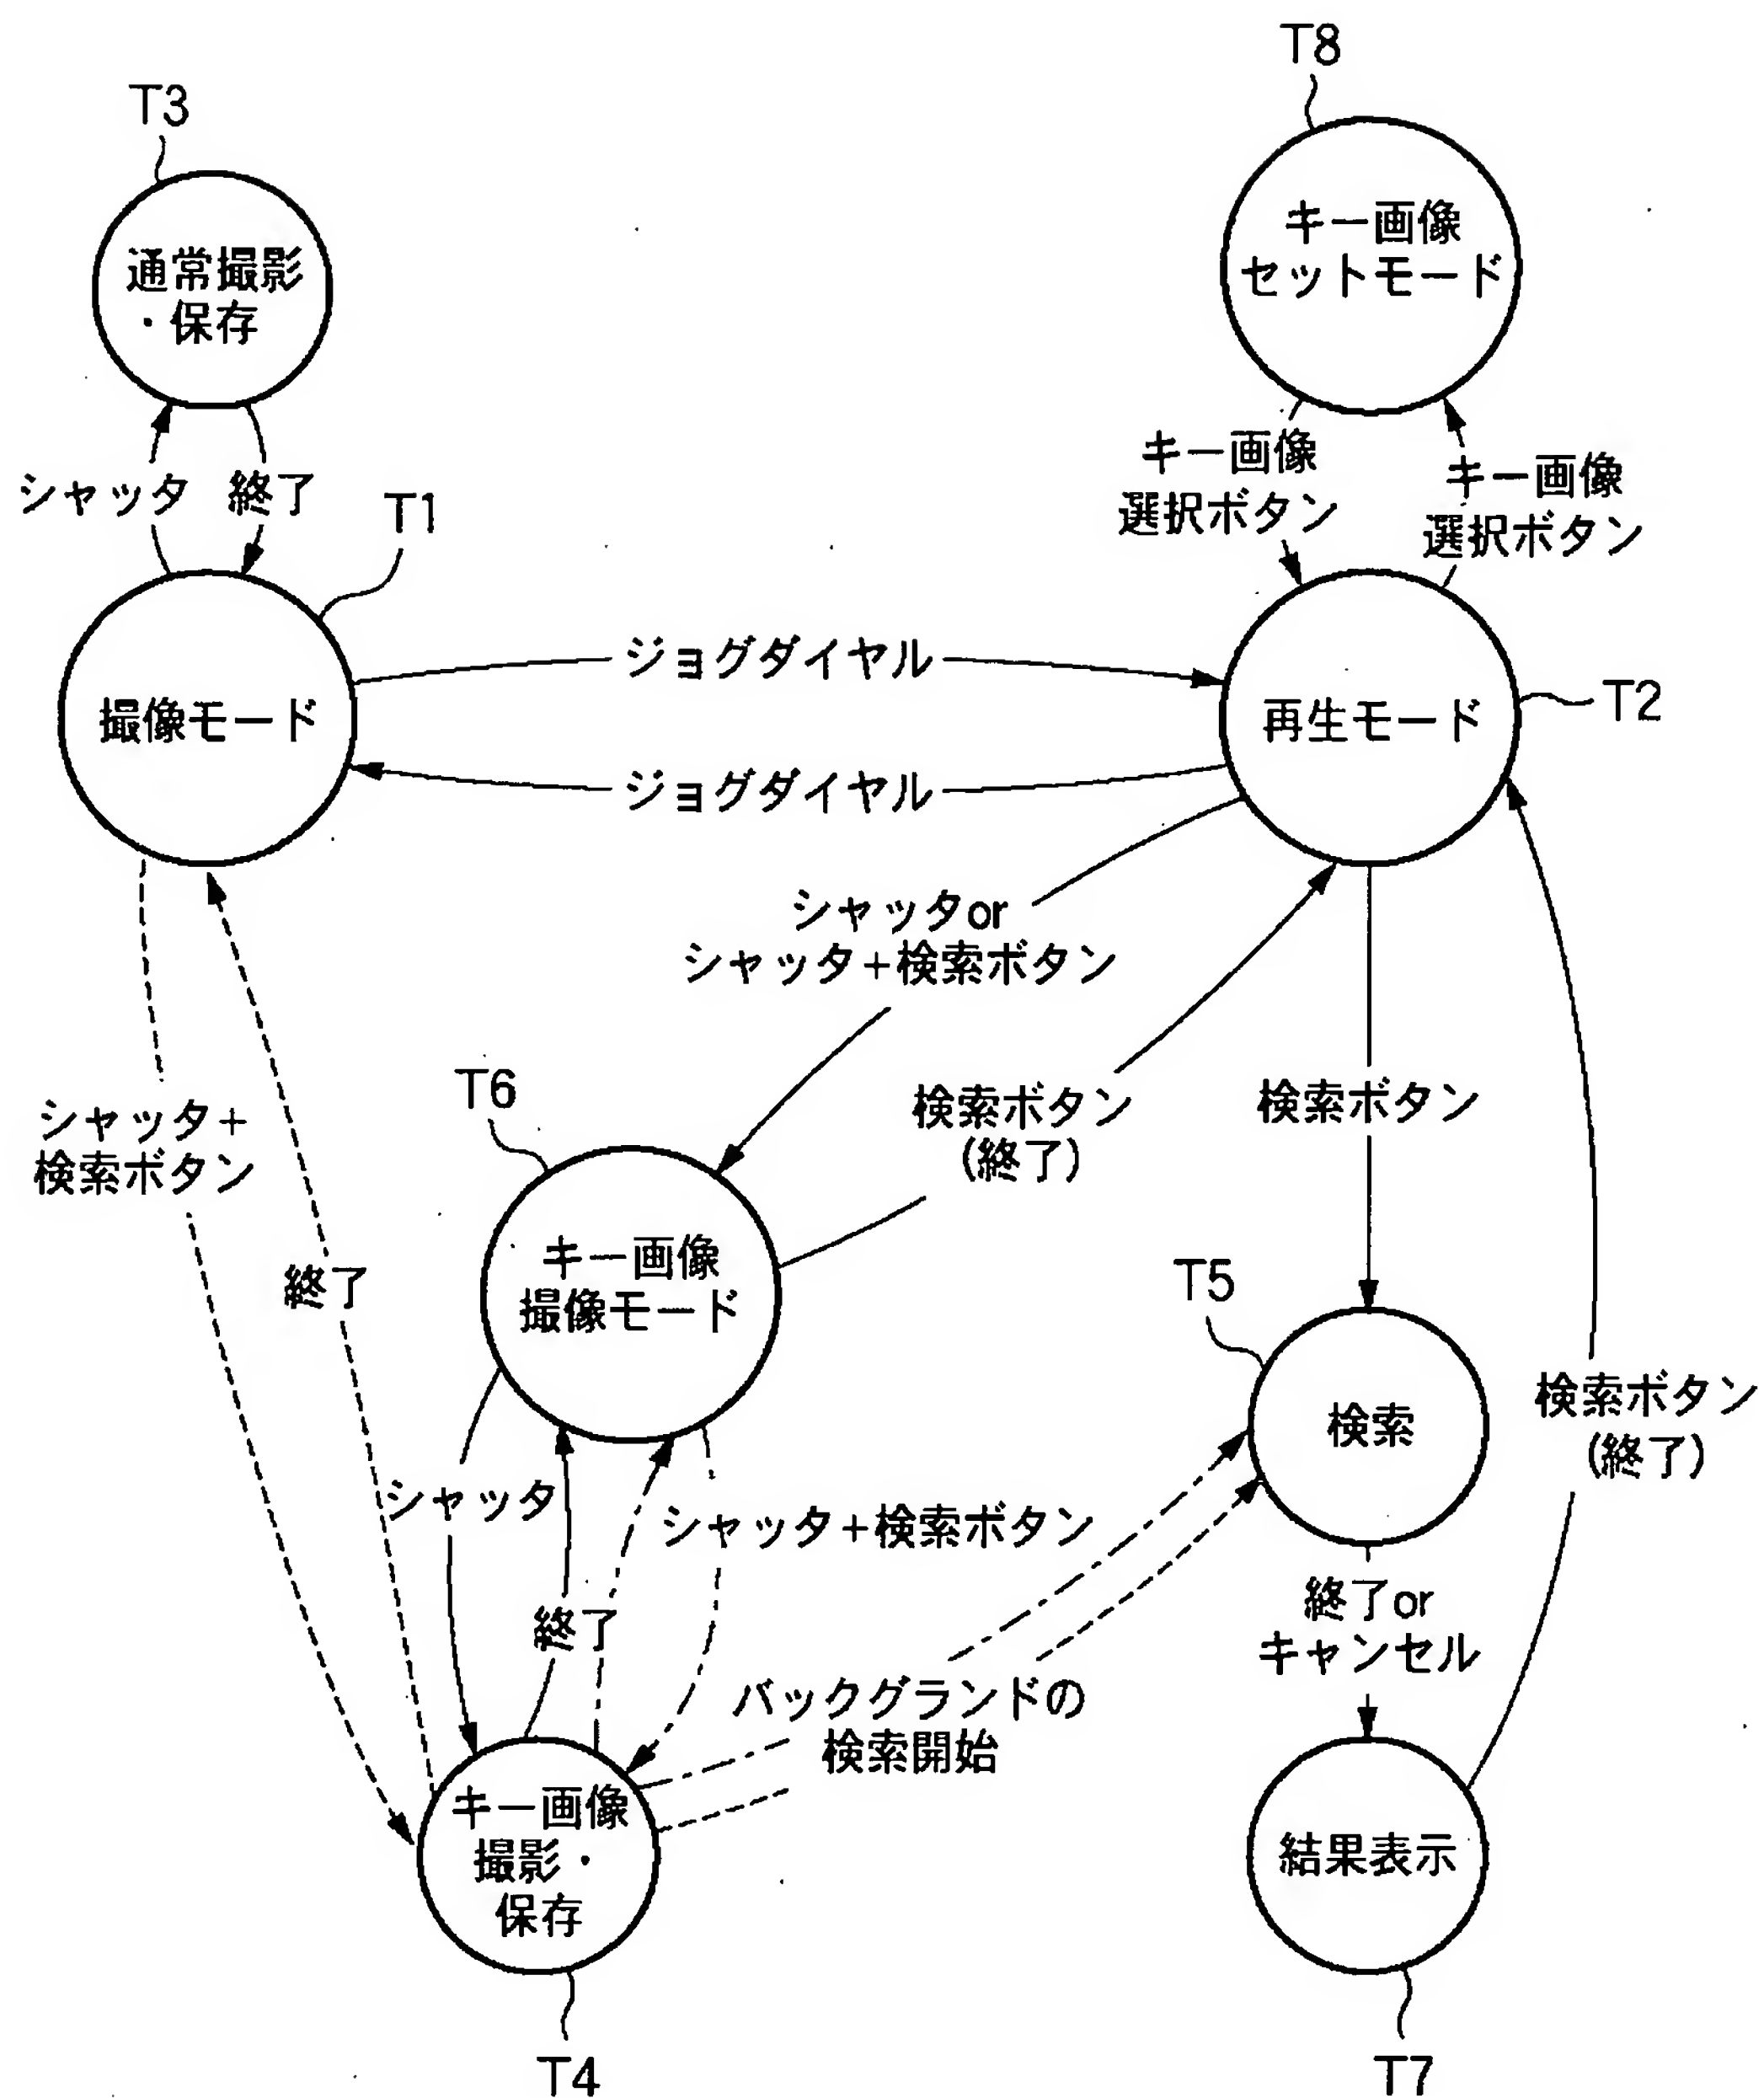 T8
T3
キー画像
セットモード
通常撮影
・保存
キー画像
選択ボタン
キー画像
選択ボタン
シャッタ
終了
T1
ジョグダイヤル
撮像モード
再生モード
T2
ジョグダイヤル
シャッタor
シャッタ+検索ボタン
T6
検索ボタン
(終了)
検索ボタン
シャッタ+
検索ボタン
キー画像
撮像モード
終了
T5
検索
検索ボタン
(終了)
シャッタ
シャッタ+検索ボタン
終了
終了or
キャンセル
バックグランドの
検索開始
キー画像
撮影・
保存
結果表示
T4
T7